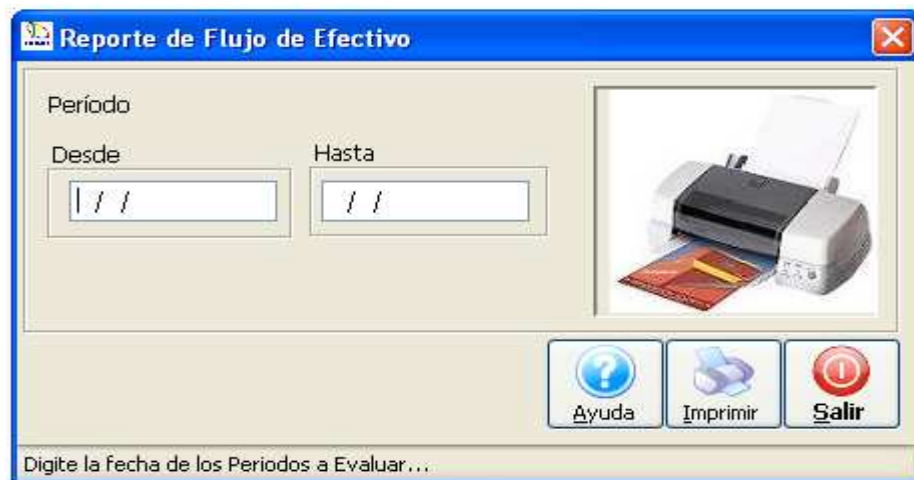 Reporte de Flujo de Efectivo
Período
Desde Hasta
/ / / /
Ayuda Imprimir Salir
Digite la fecha de los Periodos a Evaluar...